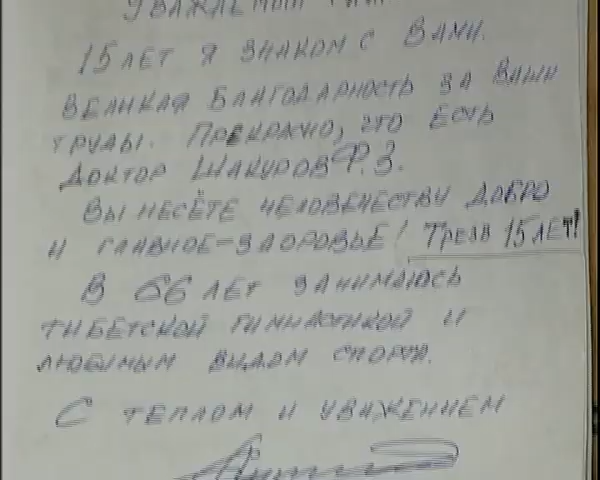 УВАЖАЕМЫЙ
15 ЛЕТ Я ЗНАКОМ С ВАМИ.
ВЕЛИКАЯ БЛАГОДАРНОСТЬ ЗА ВАШИ
ТРУДЫ. ПРЕКРАСНО, ЧТО ЕСТЬ
ДОКТОР ШАКУРОВ Ф.З.
ВЫ НЕСЁТЕ ЧЕЛОВЕЧЕСТВУ ДОБРО
И ГЛАВНОЕ-ЗДОРОВЬЕ! ТРЕЗВ 15 ЛЕТ!
В 66 ЛЕТ ЗАНИМАЮСЬ
ТИБЕТСКОЙ ГИМНАСТИКОЙ И
ЛЮБИМЫМ ВИДОМ СПОРТА.
С ТЕПЛОМ И УВАЖЕНИЕМ